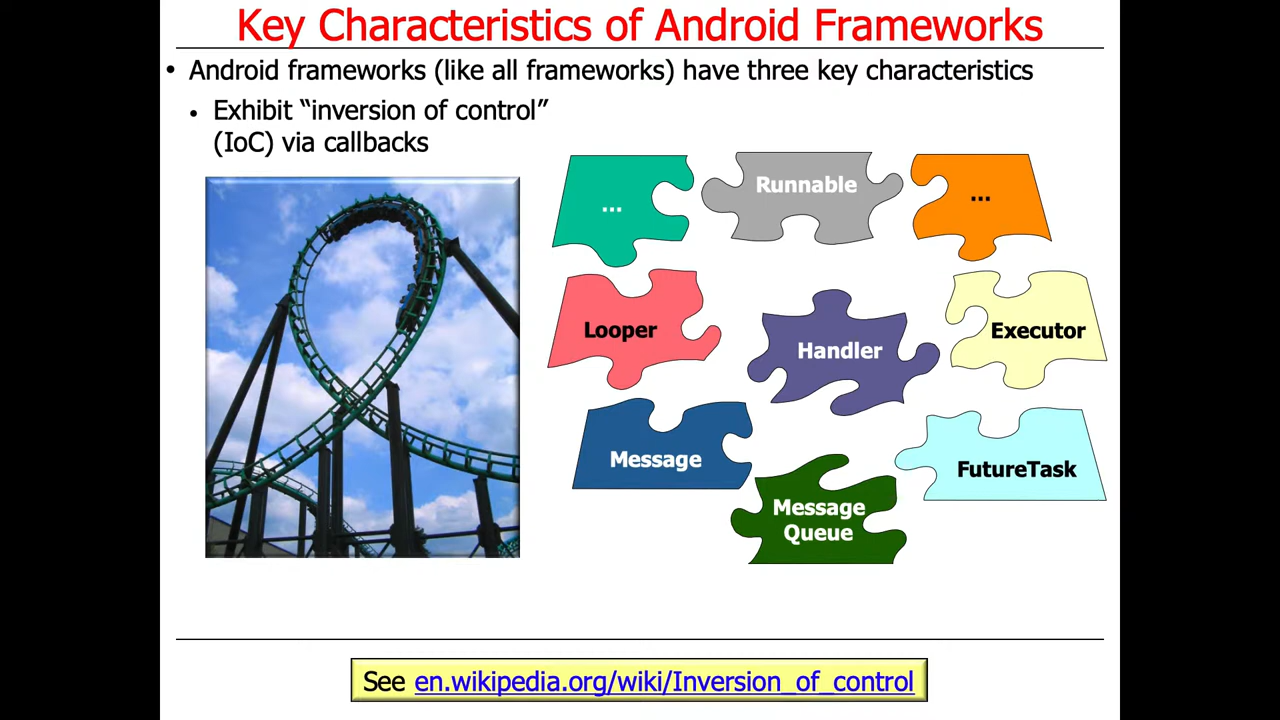 Key Characteristics of Android Frameworks
• Android frameworks (like all frameworks) have three key characteristics
• Exhibit “inversion of control”
(IoC) via callbacks
...
Runnable
...
Looper
Handler
Executor
Message
Message
Queue
FutureTask
See en.wikipedia.org/wiki/Inversion_of_control